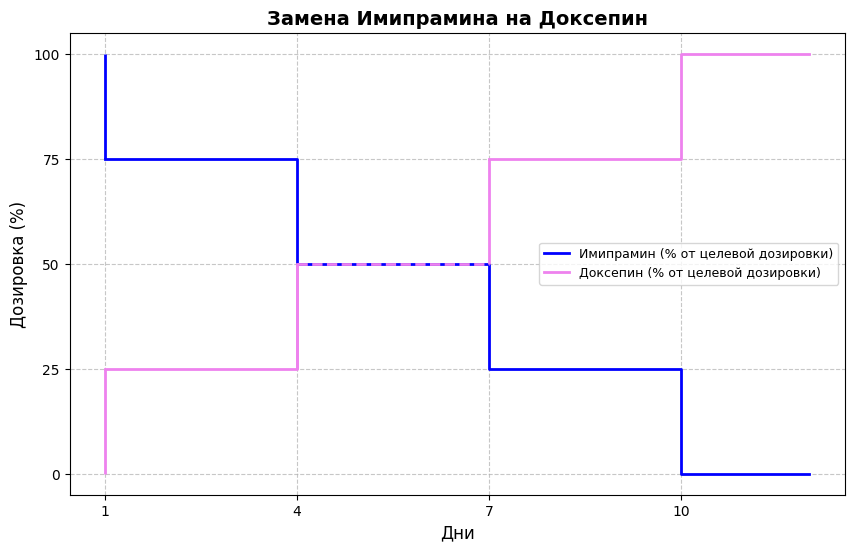 Замена Имипрамина на Доксепин
Дозировка (%)
100
75
50
25
0
Имипрамин (% от целевой дозировки)
Доксепин (% от целевой дозировки)
1 4 7 10
Дни